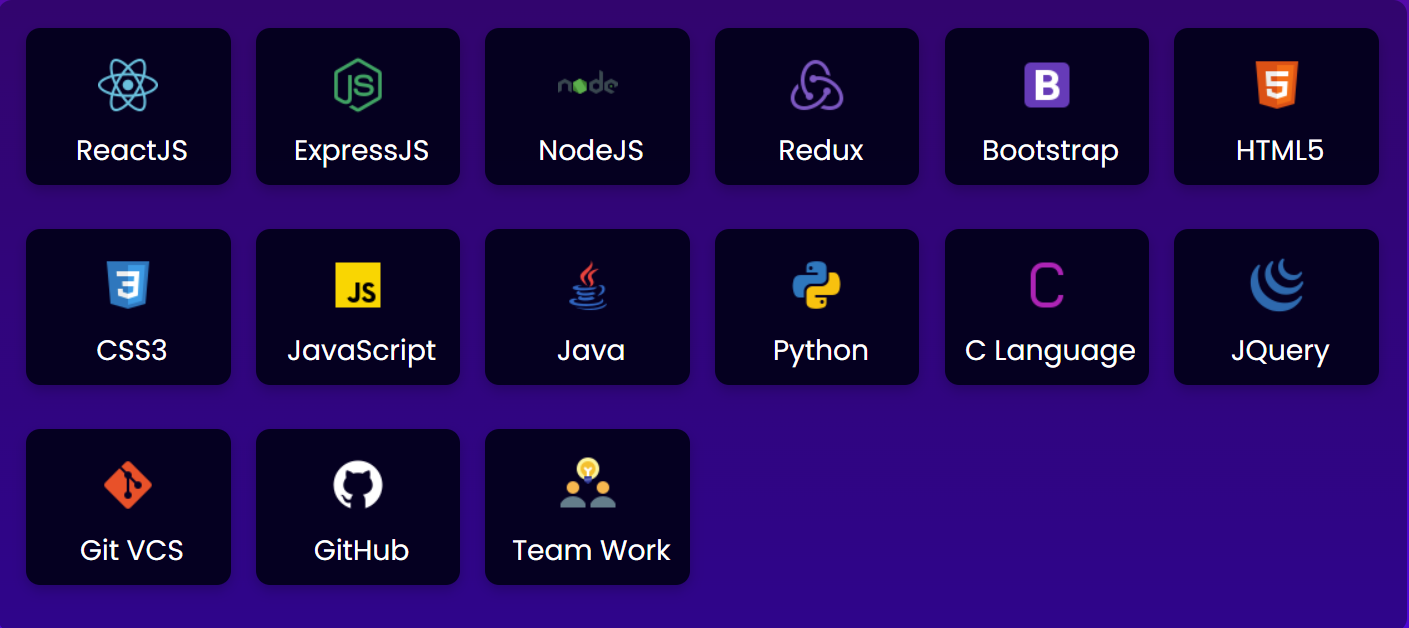 JS
node
B
5
ReactJS
ExpressJS
NodeJS
Redux
Bootstrap
HTML5
3
JS
C
CSS3
JavaScript
Java
Python
C Language
JQuery
Git VCS
GitHub
Team Work